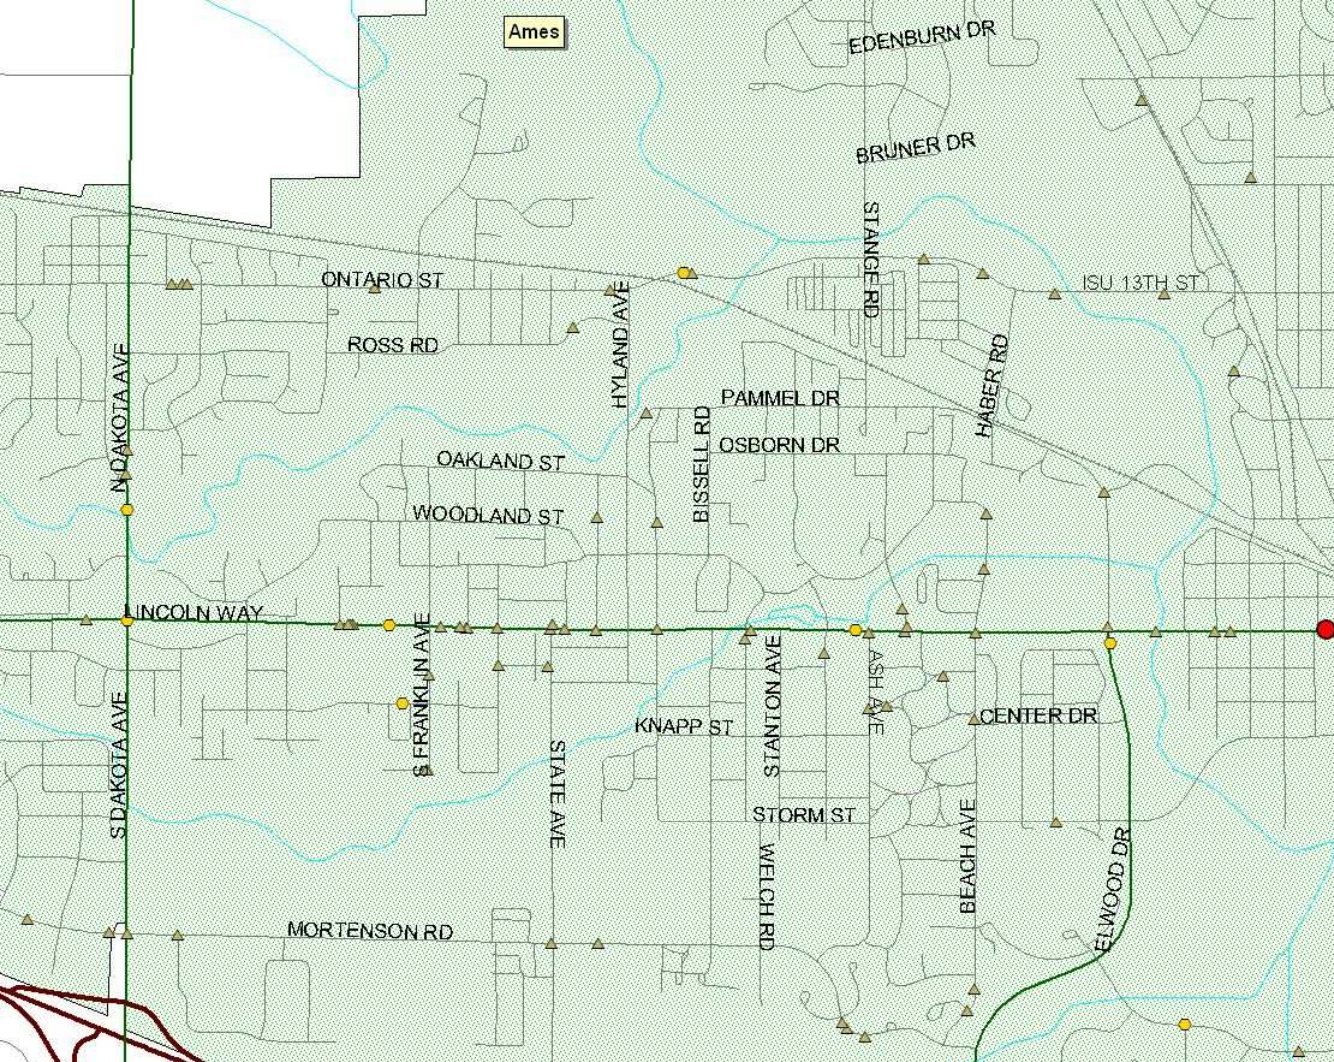 Ames
EDENBURN DR
BRUNER DR
STANGE RD
ONTARIO ST
ISU 13TH ST
HYLAND AVE
ROSS RD
N DAKOTA AVE
HABER RD
PAMMEL DR
BISSELL RD
OSBORN DR
OAKLAND ST
WOODLAND ST
LINCOLN WAY
S FRANKLIN AVE
STANTON AVE
ASH AVE
S DAKOTA AVE
KNAPP ST
CENTER DR
STATE AVE
STORM ST
BEACH AVE
ELWOOD DR
WELCH RD
MORTENSON RD